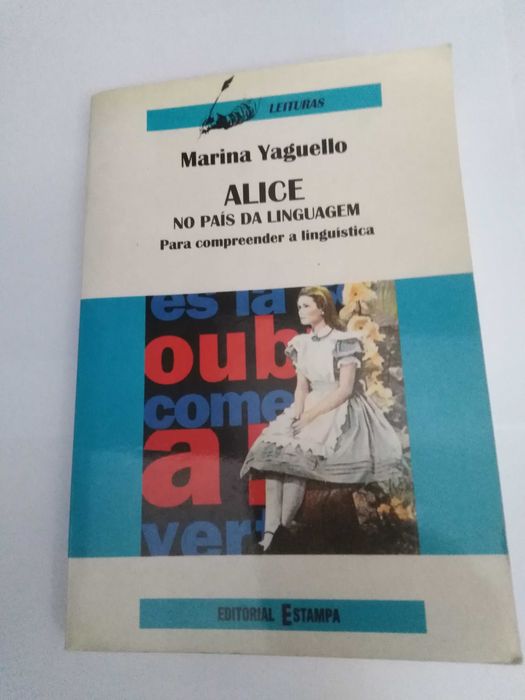 LEITURAS
Marina Yaguello
ALICE
NO PAÍS DA LINGUAGEM
Para compreender a linguística
es la
oub
come
a
ver
EDITORIAL ESTAMPA